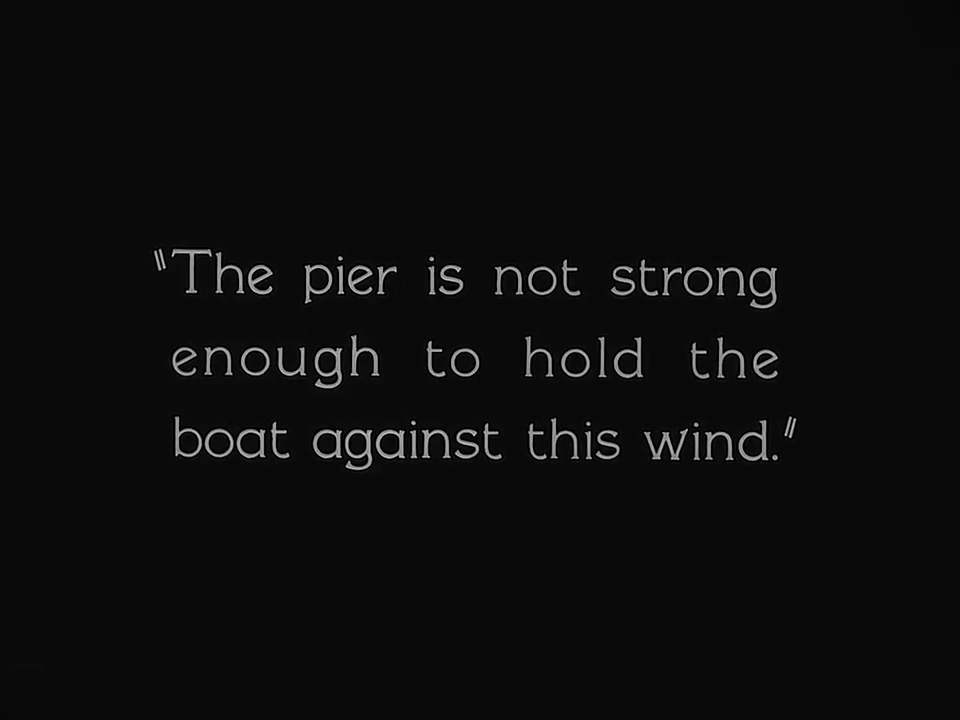 "The pier is not strong
enough to hold the
boat against this wind."